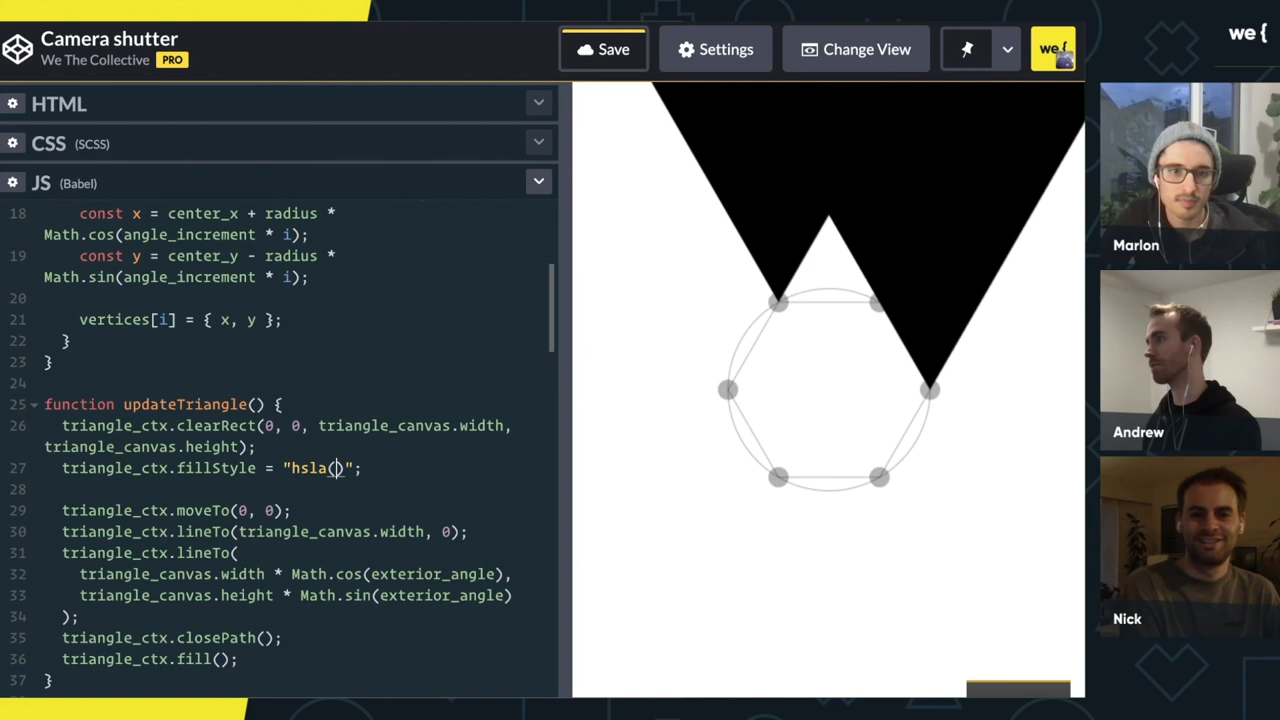 Camera shutter
We The Collective PRO
Save
Settings
Change View
we {
we {
HTML
CSS (SCSS)
JS (Babel)
18 const x = center_x + radius *
Math.cos(angle_increment * i);
19 const y = center_y - radius *
Math.sin(angle_increment * i);
20
21 vertices[i] = { x, y };
22 }
23 }
24
25 function updateTriangle() {
26 triangle_ctx.clearRect(0, 0, triangle_canvas.width,
triangle_canvas.height);
27 triangle_ctx.fillStyle = "hsla()";
28
29 triangle_ctx.moveTo(0, 0);
30 triangle_ctx.lineTo(triangle_canvas.width, 0);
31 triangle_ctx.lineTo(
32 triangle_canvas.width * Math.cos(exterior_angle),
33 triangle_canvas.height * Math.sin(exterior_angle)
34 );
35 triangle_ctx.closePath();
36 triangle_ctx.fill();
37 }
Marlon
Andrew
Nick